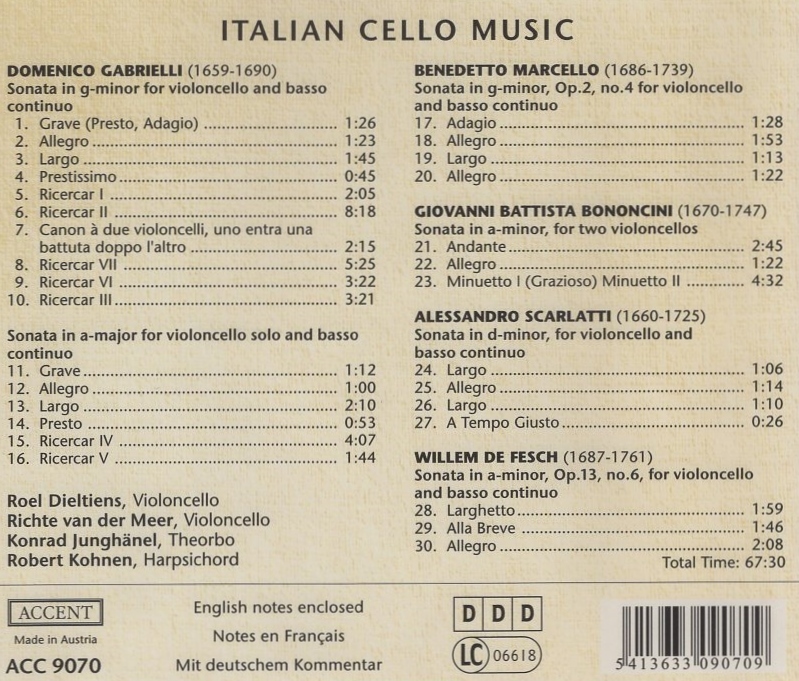 ITALIAN CELLO MUSIC
DOMENICO GABRIELLI (1659-1690)
Sonata in g-minor for violoncello and basso
continuo
1. Grave (Presto, Adagio) 1:26
2. Allegro 1:23
3. Largo 1:45
4. Prestissimo 0:45
5. Ricercar I 2:05
6. Ricercar II 8:18
7. Canon à due violoncelli, uno entra una
battuta doppo l'altro 2:15
8. Ricercar VII 5:25
9. Ricercar VI 3:22
10. Ricercar III 3:21
Sonata in a-major for violoncello solo and basso
continuo
11. Grave 1:12
12. Allegro 1:00
13. Largo 2:10
14. Presto 0:53
15. Ricercar IV 4:07
16. Ricercar V 1:44
Roel Dieltiens, Violoncello
Richte van der Meer, Violoncello
Konrad Junghänel, Theorbo
Robert Kohnen, Harpsichord
BENEDETTO MARCELLO (1686-1739)
Sonata in g-minor, Op.2, no.4 for violoncello
and basso continuo
17. Adagio 1:28
18. Allegro 1:53
19. Largo 1:13
20. Allegro 1:22
GIOVANNI BATTISTA BONONCINI (1670-1747)
Sonata in a-minor, for two violoncellos
21. Andante 2:45
22. Allegro 1:22
23. Minuetto I (Grazioso) Minuetto II 4:32
ALESSANDRO SCARLATTI (1660-1725)
Sonata in d-minor, for violoncello and
basso continuo
24. Largo 1:06
25. Allegro 1:14
26. Largo 1:10
27. A Tempo Giusto 0:26
WILLEM DE FESCH (1687-1761)
Sonata in a-minor, Op.13, no.6, for violoncello
and basso continuo
28. Larghetto 1:59
29. Alla Breve 1:46
30. Allegro 2:08
Total Time: 67:30
ACCENT
Made in Austria
ACC 9070
English notes enclosed
Notes en Français
Mit deutschem Kommentar
D D D
LC 06618
5 413633 090709